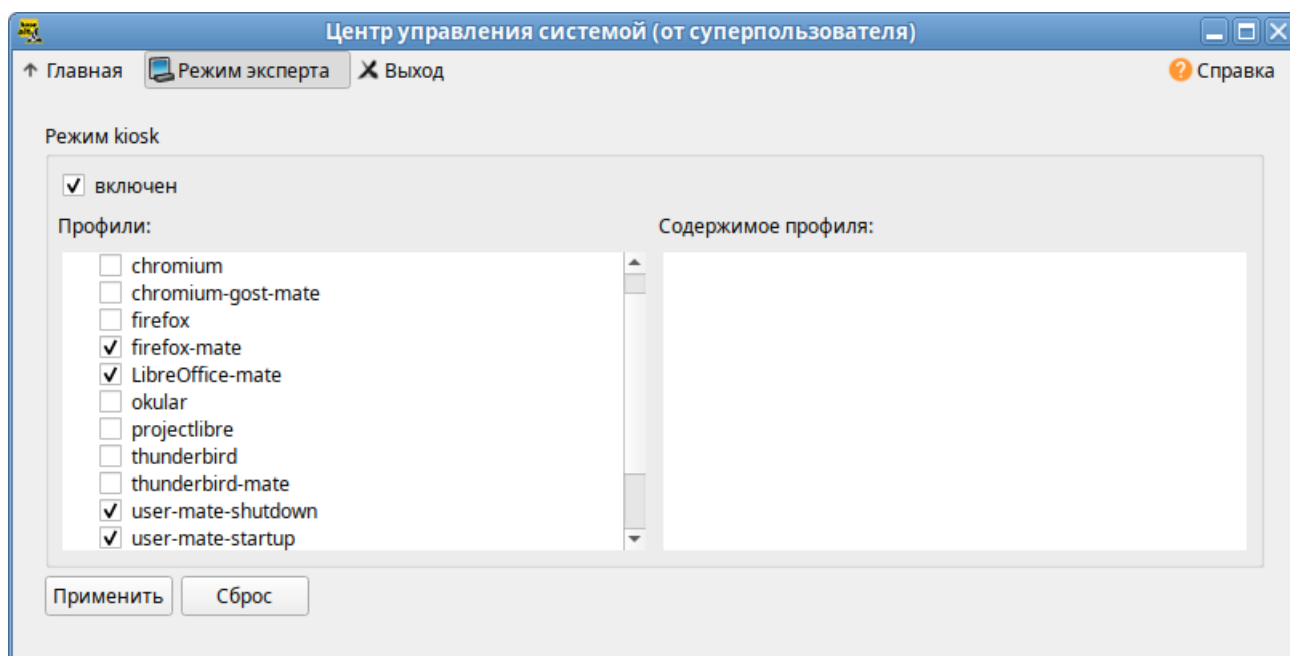 Центр управления системой (от суперпользователя)
Главная Режим эксперта Выход Справка
Режим kiosk
включен
Профили: Содержимое профиля:
chromium
chromium-gost-mate
firefox
firefox-mate
LibreOffice-mate
okular
projectlibre
thunderbird
thunderbird-mate
user-mate-shutdown
user-mate-startup
Применить Сброс